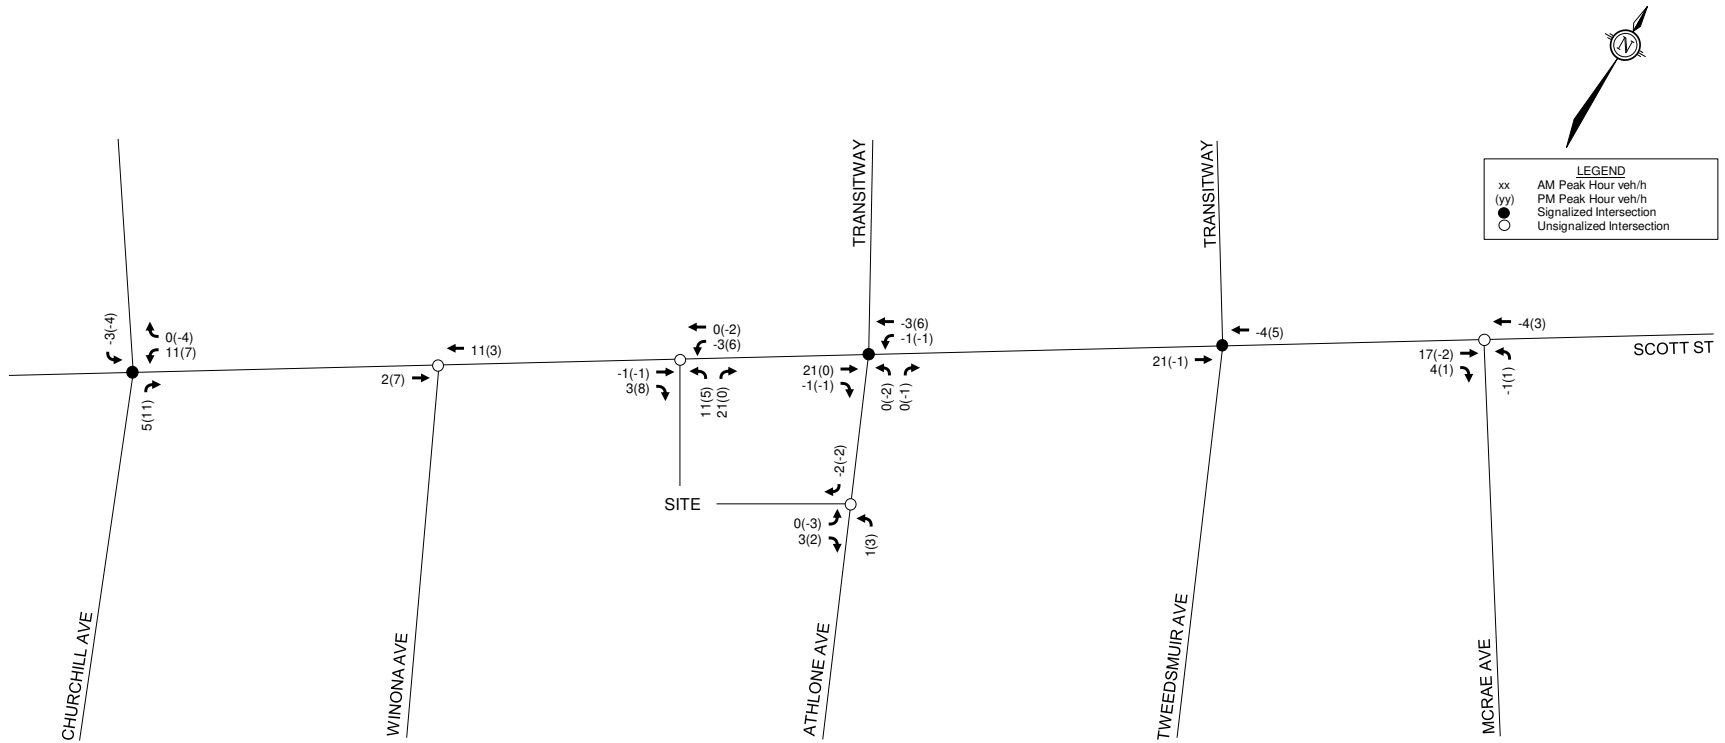 N
TRANSITWAY
TRANSITWAY
LEGEND
xx AM Peak Hour veh/h
(yy) PM Peak Hour veh/h
Signalized Intersection
Unsignalized Intersection
-3(-4)
0(-4)
11(7)
5(11)
11(3)
2(7)
0(-2)
-3(6)
-1(-1)
3(8)
11(5)
21(0)
-3(6)
-1(-1)
21(0)
-1(-1)
0(-2)
0(-1)
-4(5)
21(-1)
-4(3)
17(-2)
4(1)
-1(1)
SCOTT ST
-2(-2)
SITE
0(-3)
3(2)
1(3)
CHURCHILL AVE
WINONA AVE
ATHLONE AVE
TWEEDSMUIR AVE
MCRAE AVE